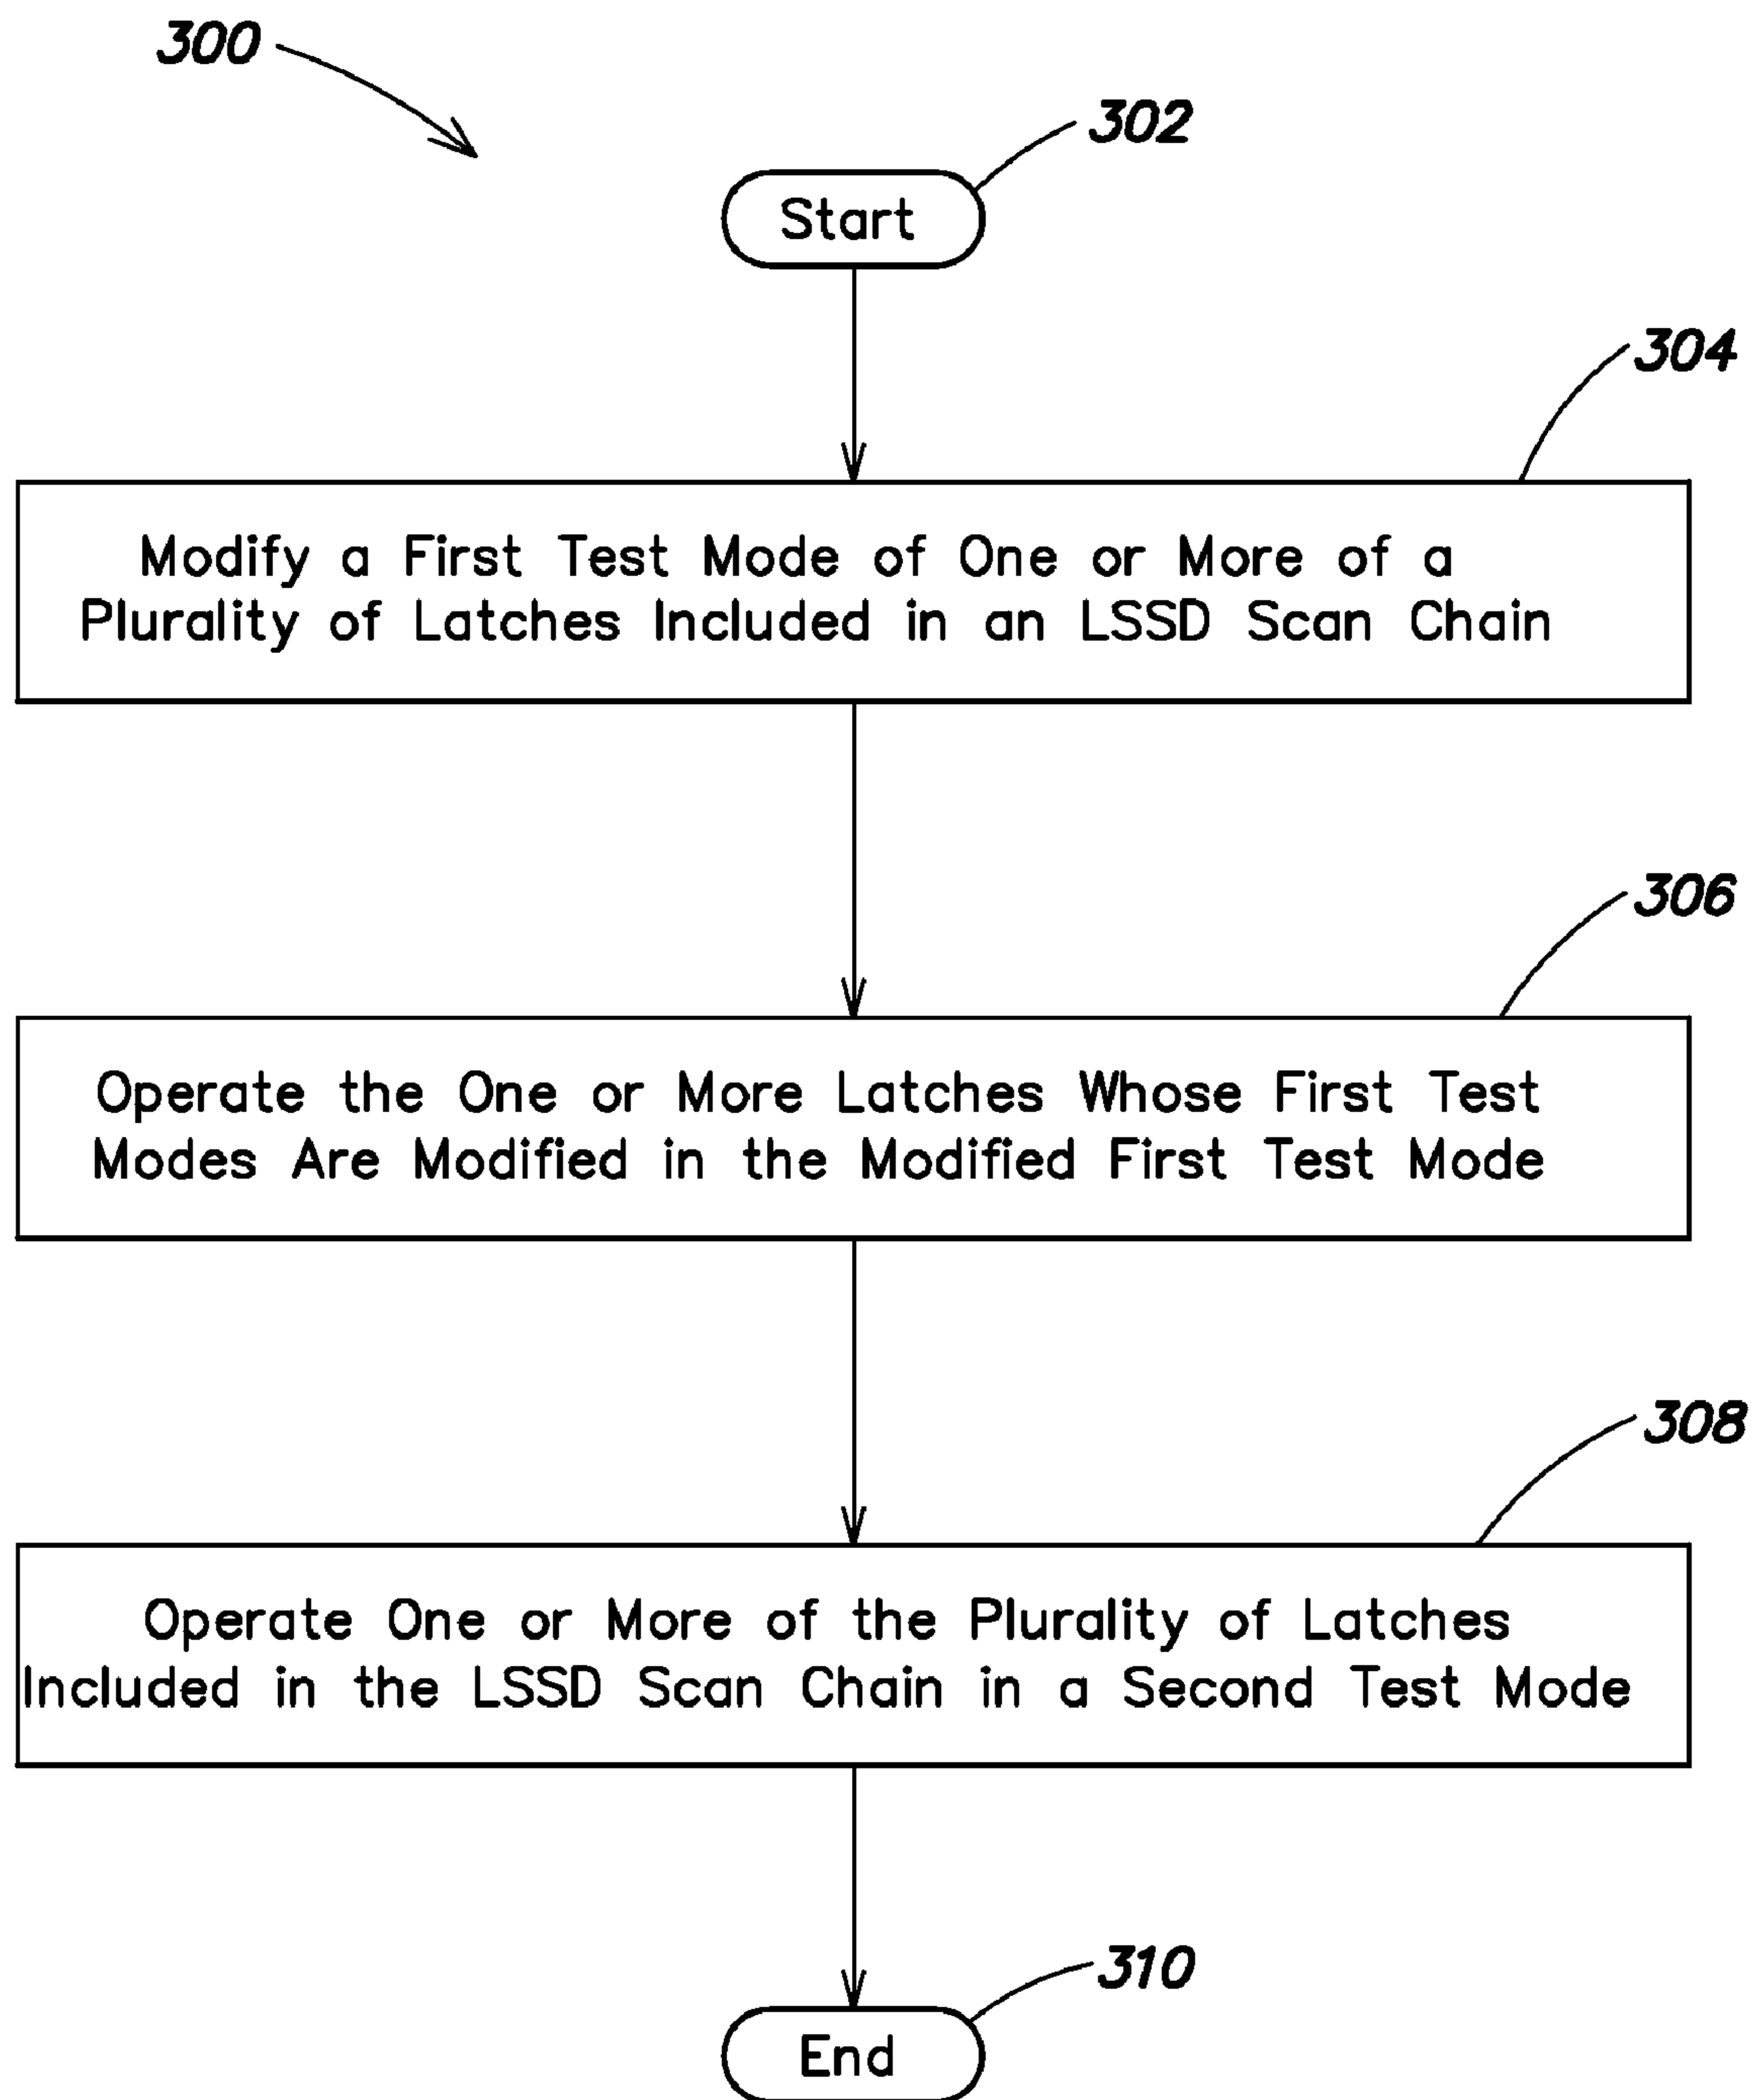 300
302
Start
304
Modify a First Test Mode of One or More of a
Plurality of Latches Included in an LSSD Scan Chain
306
Operate the One or More Latches Whose First Test
Modes Are Modified in the Modified First Test Mode
308
Operate One or More of the Plurality of Latches
Included in the LSSD Scan Chain in a Second Test Mode
310
End